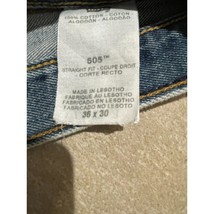 100% COTTON - COTON -
ALGODON - ALGODÃO
505™
STRAIGHT FIT - COUPE DROIT
- CORTE RECTO
MADE IN LESOTHO
FABRIQUE AU LESOTHO
FABRICADO EN LESOTHO
FABRICADO NO LESOTHO
36 x 30